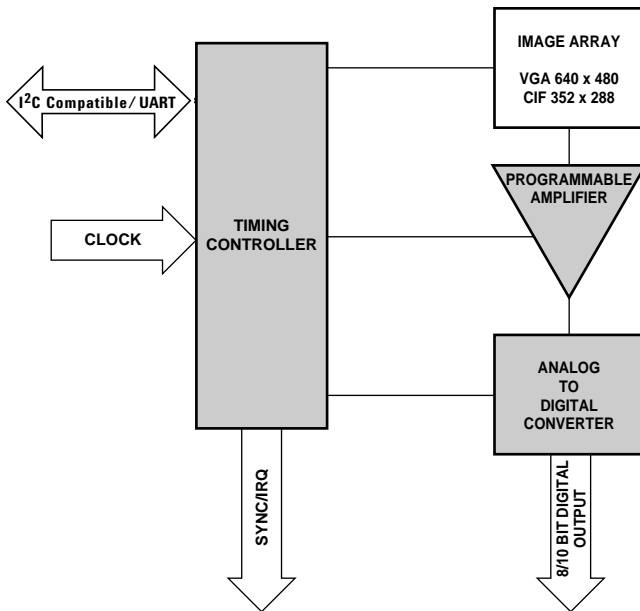 IMAGE ARRAY
VGA 640 x 480
CIF 352 x 288
I²C Compatible/ UART
PROGRAMMABLE
AMPLIFIER
CLOCK
TIMING
CONTROLLER
ANALOG
TO
DIGITAL
CONVERTER
SYNC/IRQ
8/10 BIT DIGITAL
OUTPUT